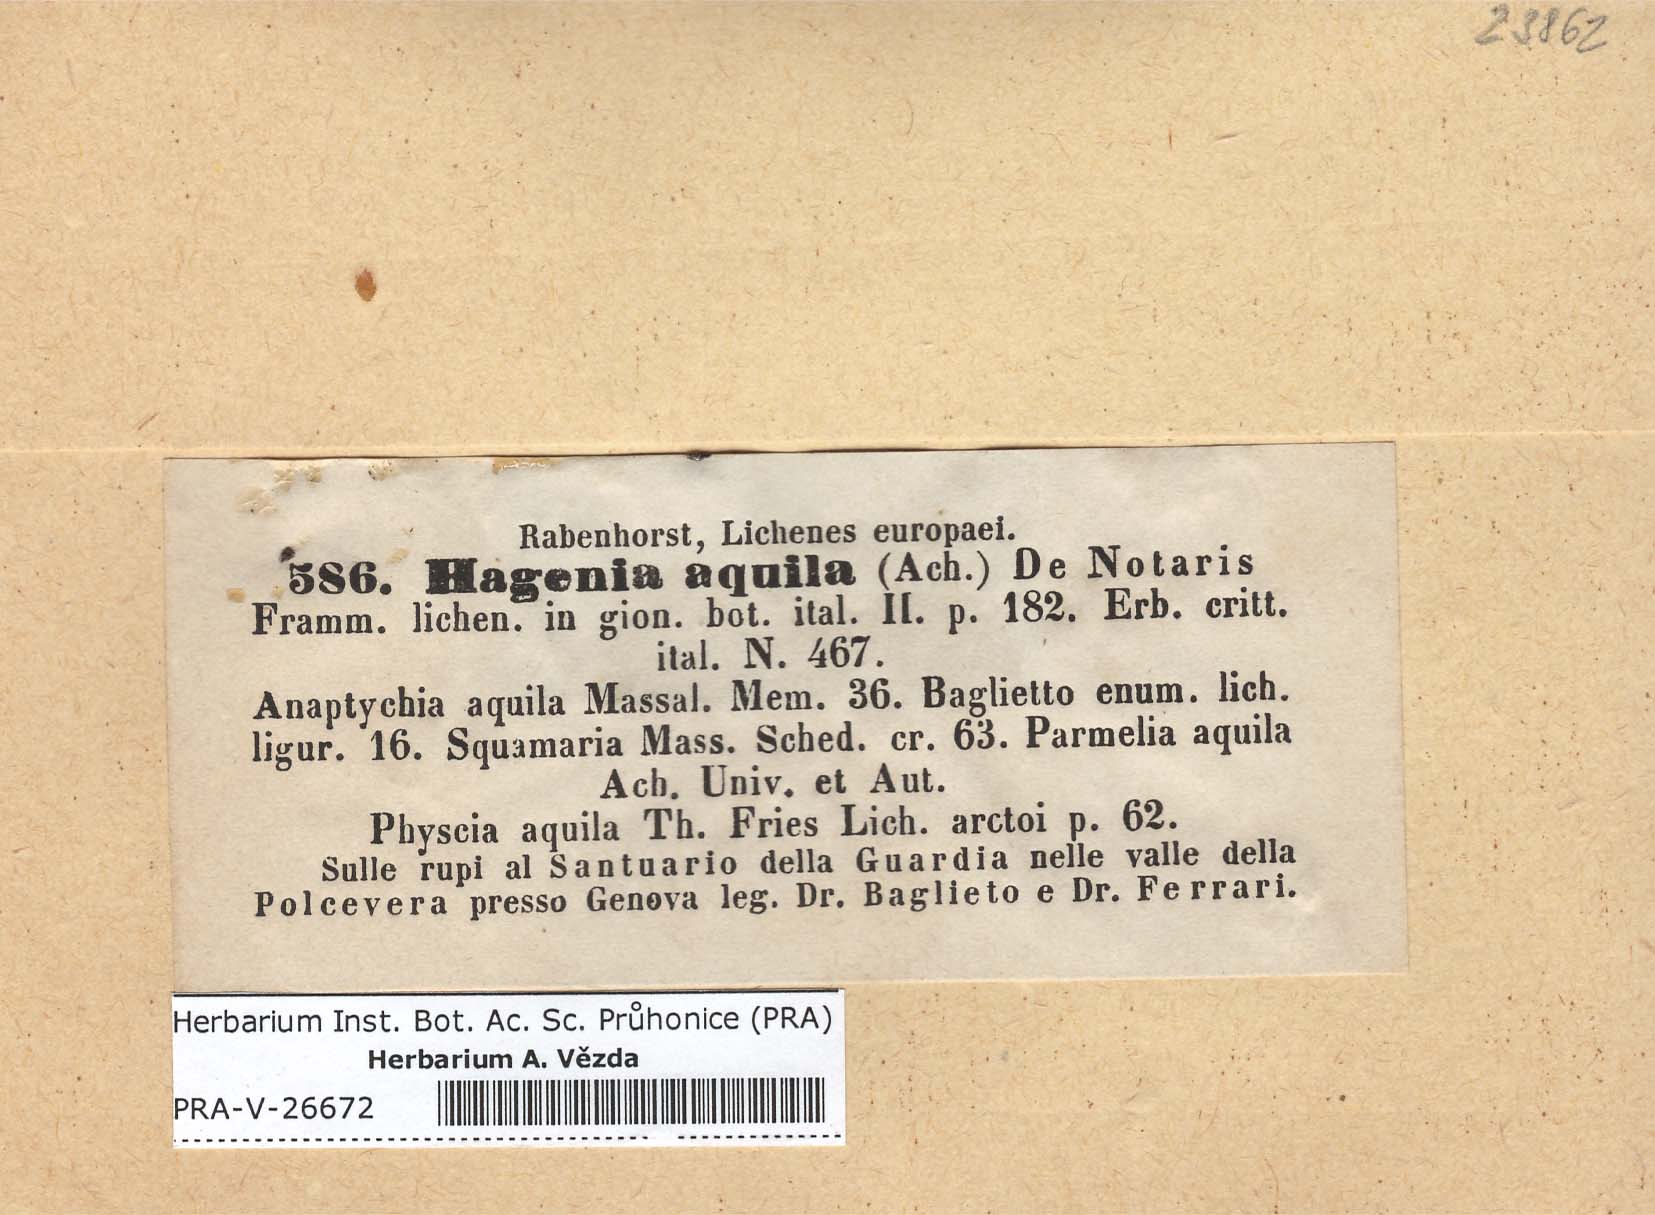 23862
Rabenhorst, Lichenes europaei.
586. Hagenia aquila (Ach.) De Notaris
Framm. lichen. in gion. bot. ital. II. p. 182. Erb. critt.
ital. N. 467.
Anaptychia aquila Massal. Mem. 36. Baglietto enum. lich.
ligur. 16. Squamaria Mass. Sched. cr. 63. Parmelia aquila
Ach. Univ. et Aut.
Physcia aquila Th. Fries Lich. arctoi p. 62.
Sulle rupi al Santuario della Guardia nelle valle della
Polcevera presso Genova leg. Dr. Baglieto e Dr. Ferrari.
Herbarium Inst. Bot. Ac. Sc. Průhonice (PRA)
Herbarium A. Vězda
PRA-V-26672